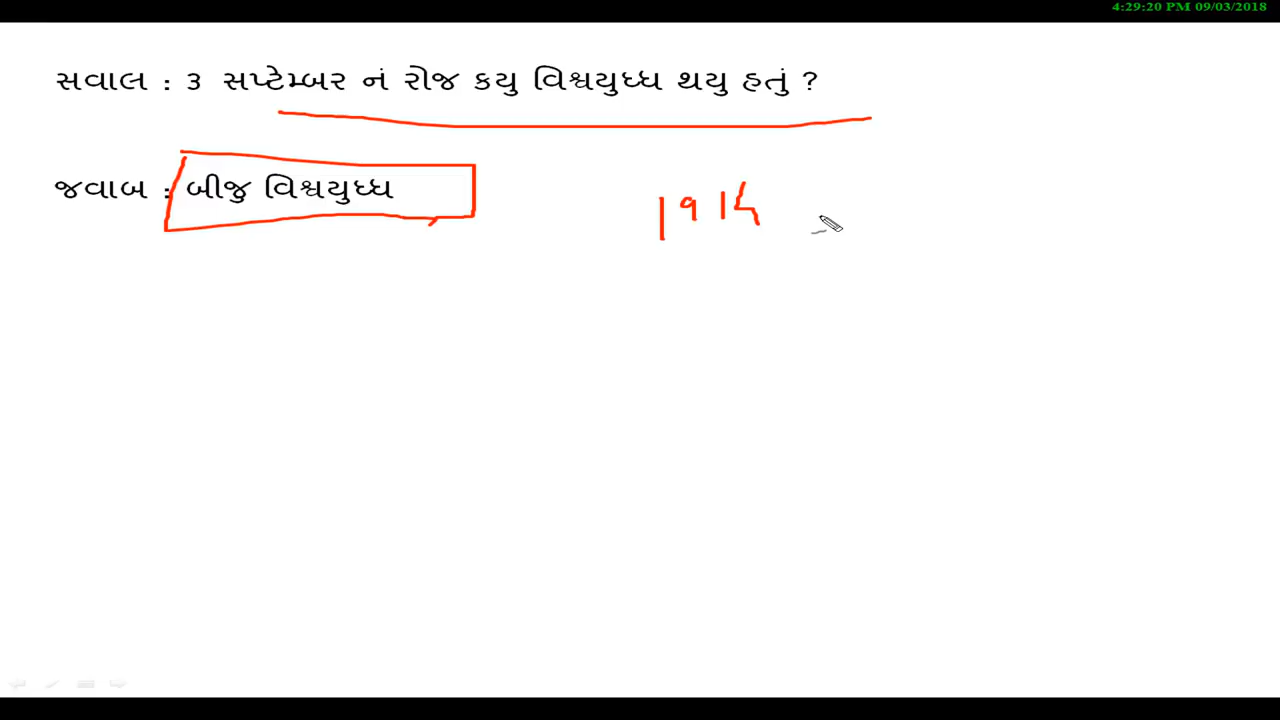 4:29:20 PM 09/03/2018
સવાલ : 3 સપ્ટેમ્બર નં રોજ કયુ વિશ્વયુધ્ધ થયુ હતું ?
જવાબ : બીજુ વિશ્વયુધ્ધ
1914